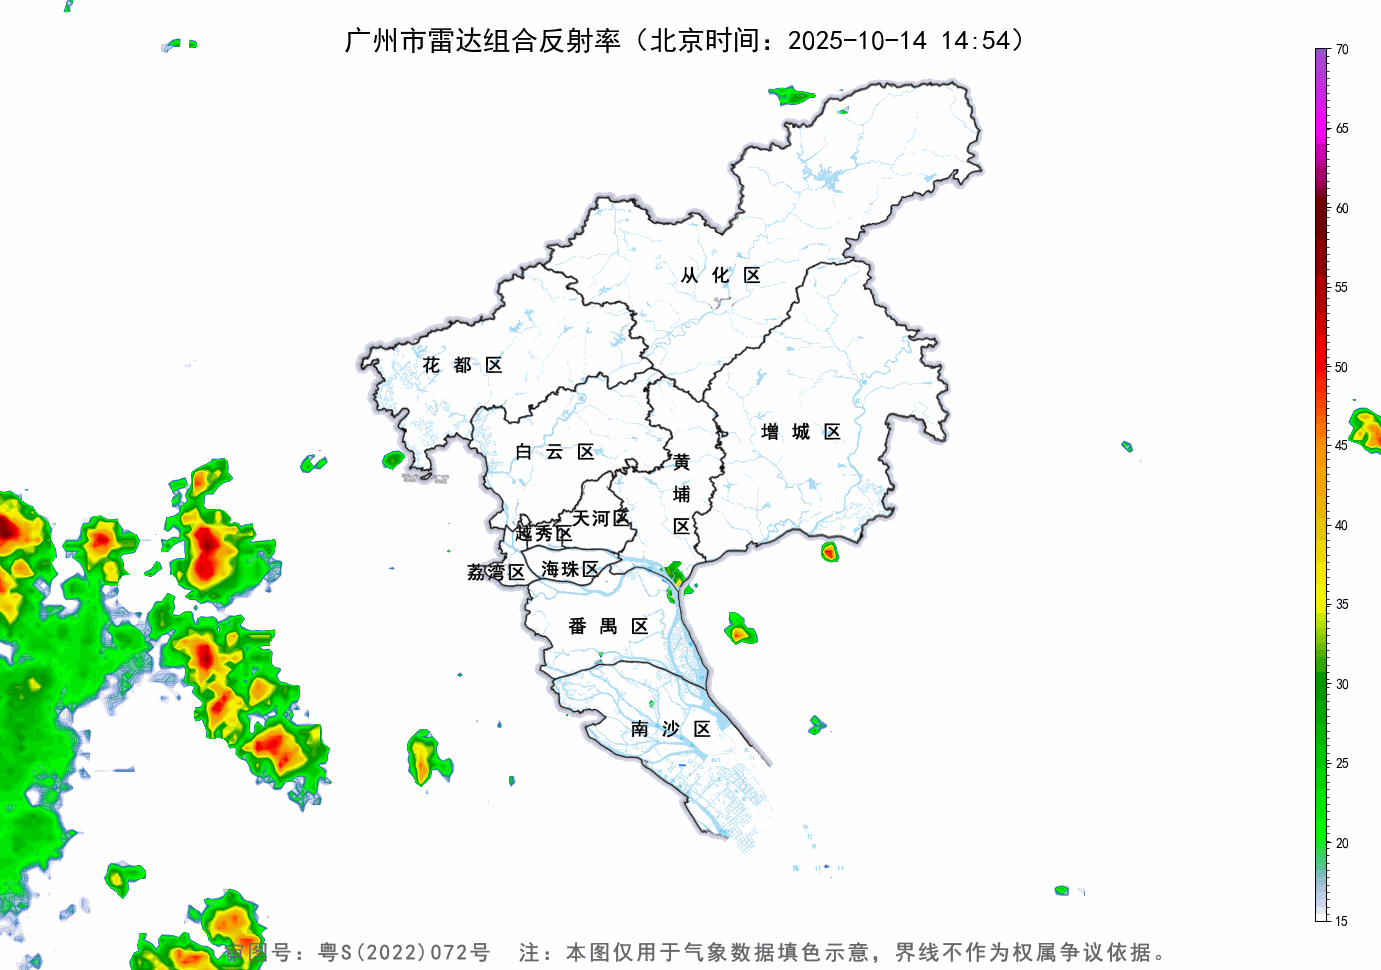 广州市雷达组合反射率（北京时间：2025-10-14 14:54）
70
65
60
55
50
45
40
35
30
25
20
15
从化区
花都区
增城区
白云区
黄埔区
天河区
越秀区
荔湾区
海珠区
番禺区
南沙区
审图号：粤S(2022)072号 注：本图仅用于气象数据填色示意，界线不作为权属争议依据。